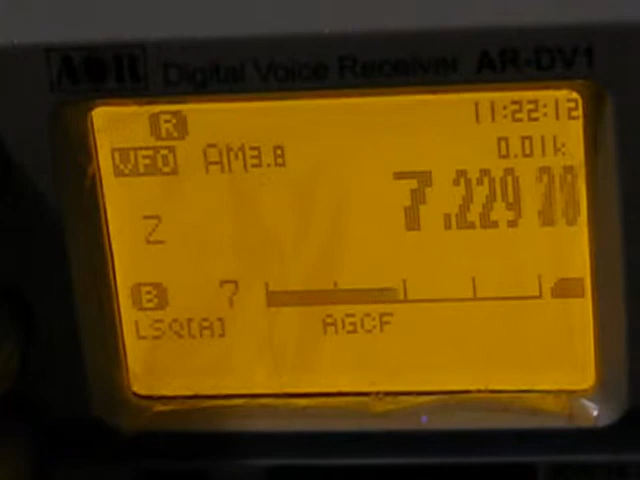 AOR Digital Voice Receiver AR-DV1
R 11:22:12
VFO AM3.8 0.01k
7.229 20
Z
B 7
LSQ[A] AGCF